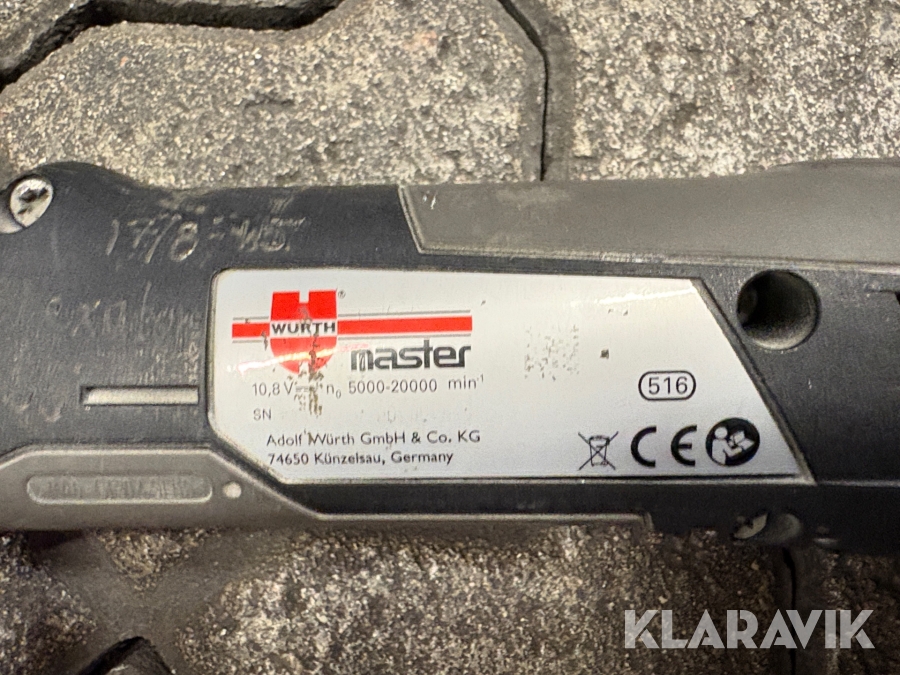 WURTH
®
master
10,8 V n₀ 5000-20000 min⁻¹
SN
516
Adolf Würth GmbH & Co. KG
74650 Künzelsau, Germany
CE
KLARAVIK